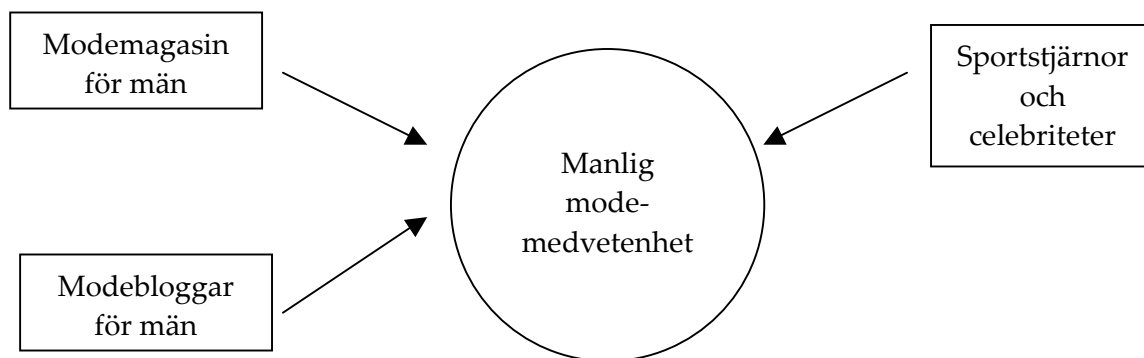 Modemagasin
för män
Sportstjärnor
och
celebriteter
Manlig
mode-
medvetenhet
Modebloggar
för män